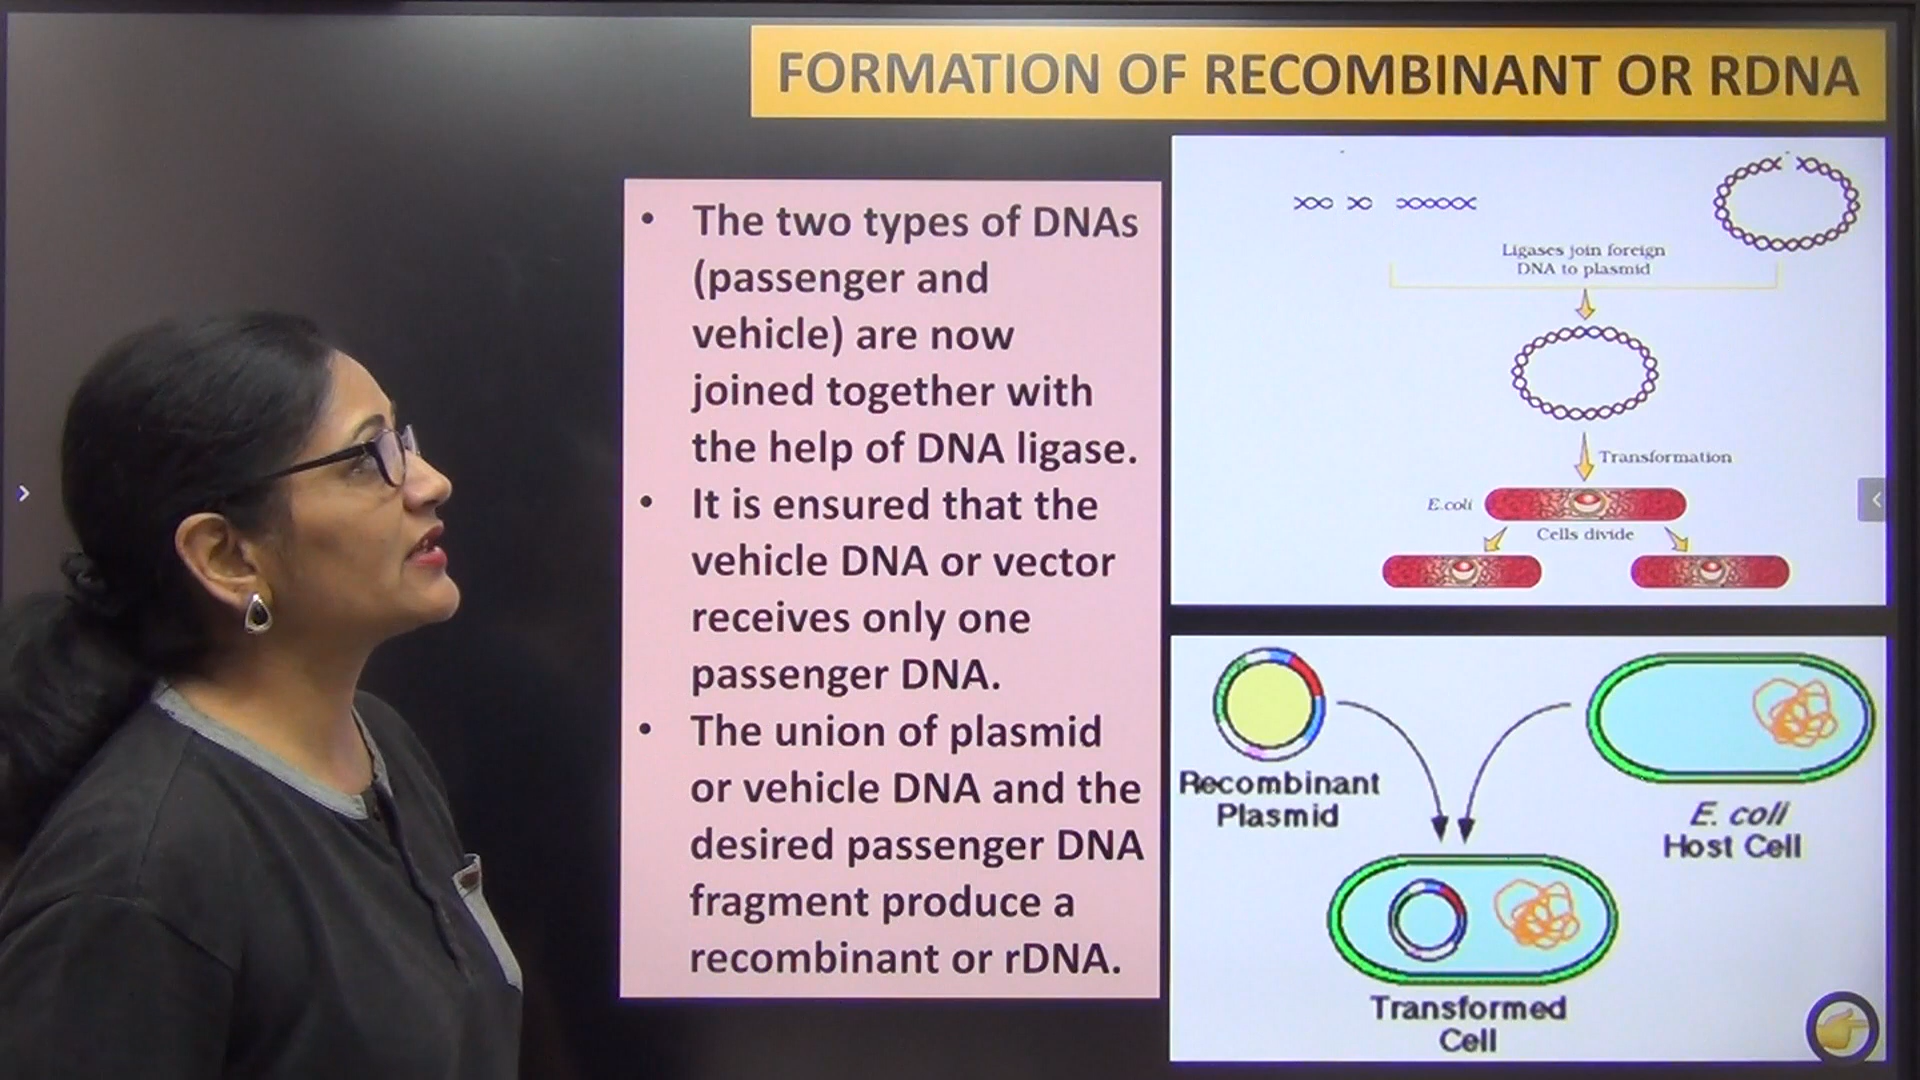 FORMATION OF RECOMBINANT OR RDNA
• The two types of DNAs
(passenger and
vehicle) are now
joined together with
the help of DNA ligase.
• It is ensured that the
vehicle DNA or vector
receives only one
passenger DNA.
• The union of plasmid
or vehicle DNA and the
desired passenger DNA
fragment produce a
recombinant or rDNA.
Ligases join foreign
DNA to plasmid
Transformation
E.coli
Cells divide
Recombinant
Plasmid
E. coli
Host Cell
Transformed
Cell